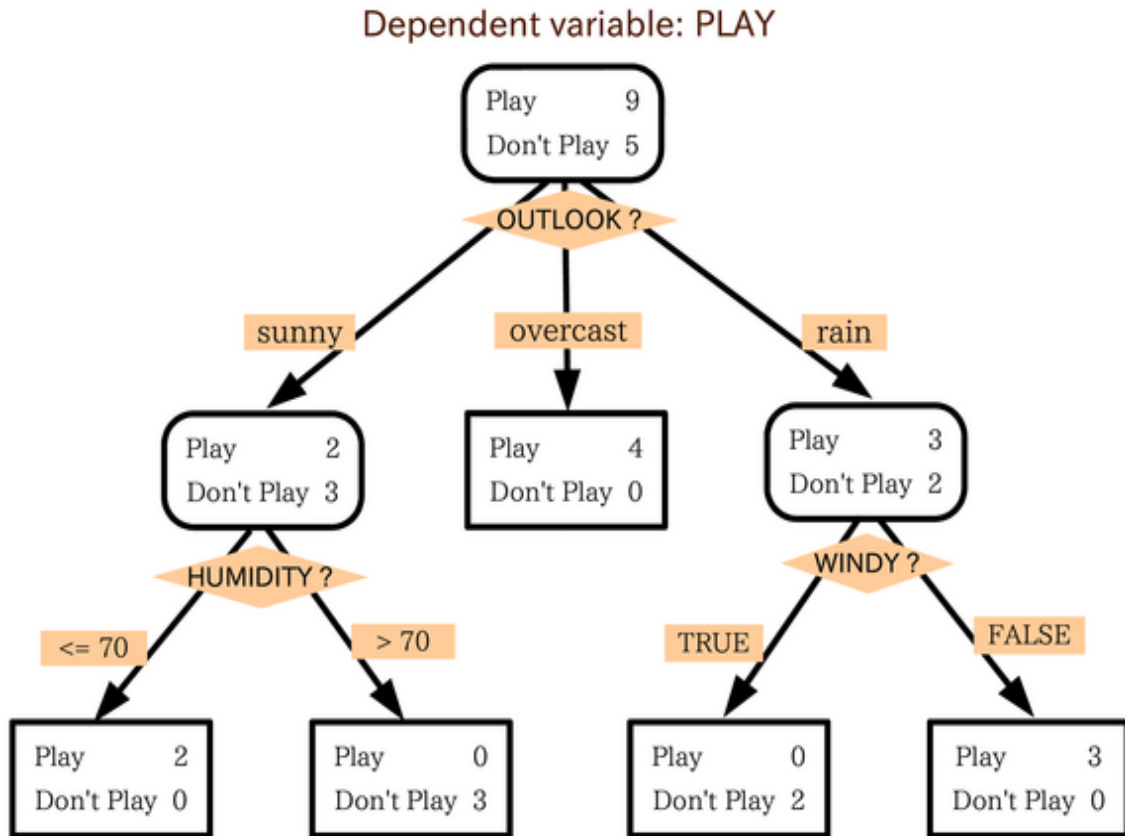 Dependent variable: PLAY
Play 9
Don't Play 5
OUTLOOK ?
sunny
overcast
rain
Play 2
Don't Play 3
Play 4
Don't Play 0
Play 3
Don't Play 2
HUMIDITY ?
WINDY ?
<= 70
> 70
TRUE
FALSE
Play 2
Don't Play 0
Play 0
Don't Play 3
Play 0
Don't Play 2
Play 3
Don't Play 0